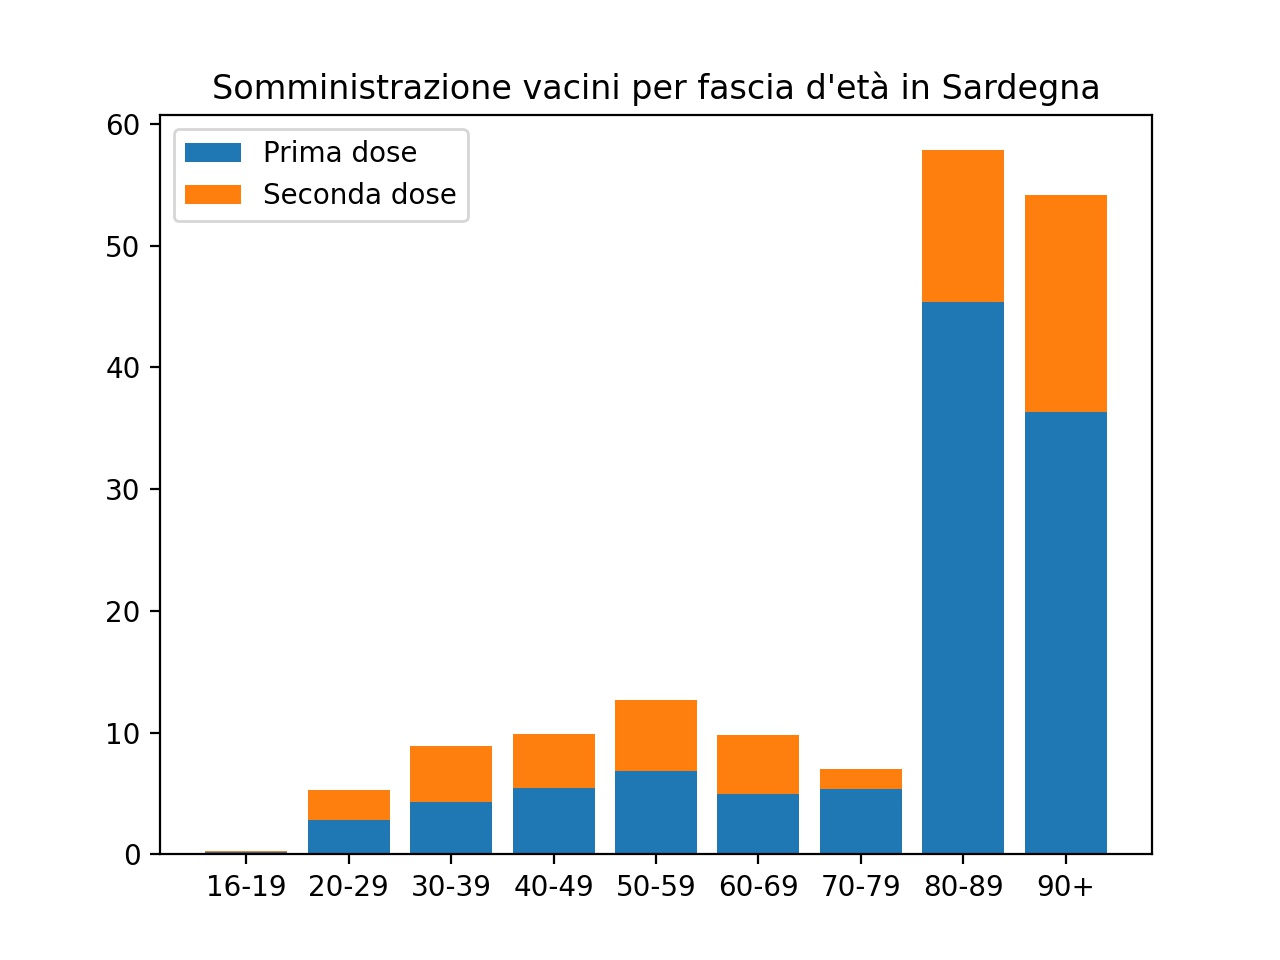 Somministrazione vacini per fascia d'età in Sardegna
Prima dose
Seconda dose
60
50
40
30
20
10
0
16-19 20-29 30-39 40-49 50-59 60-69 70-79 80-89 90+